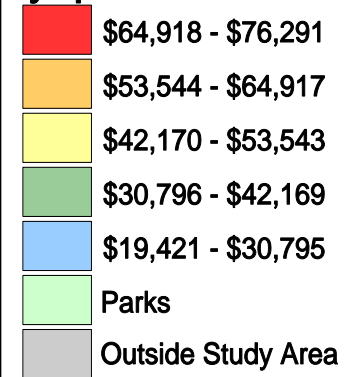 $64,918 - $76,291
$53,544 - $64,917
$42,170 - $53,543
$30,796 - $42,169
$19,421 - $30,795
Parks
Outside Study Area